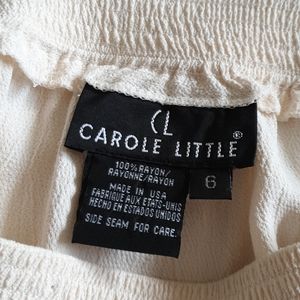 CL
CAROLE LITTLE®
100% RAYON/
RAYONNE/RAYON
MADE IN USA
FABRIQUE AUX ETATS-UNIS
HECHO EN ESTADOS UNIDOS
SIDE SEAM FOR CARE.
6